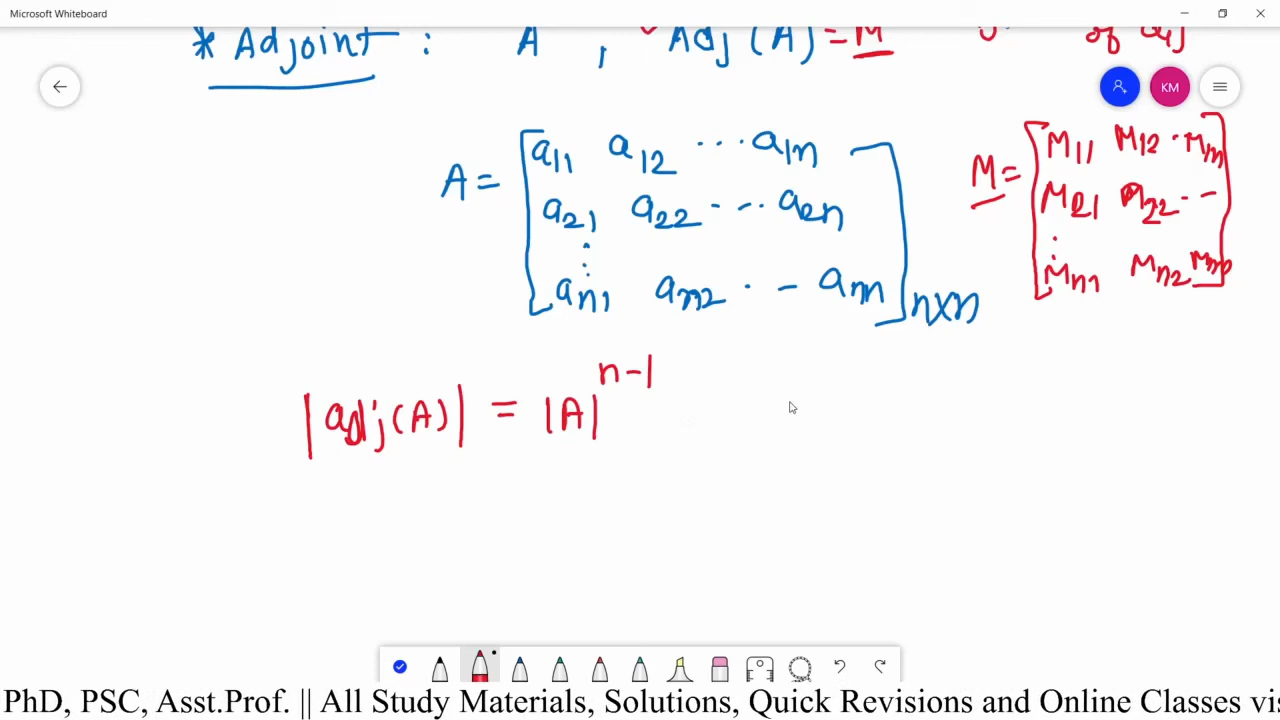 Microsoft Whiteboard
* Adjoint : A , Adj (A) = M of aij
KM
A = [ a11 a12 ... a1n
a21 a22 ... a2n
⋮
an1 an2 . - ann ] n×n
M = [ M11 M12 .. M1n
M21 M22 . - -
⋮
Mn1 Mn2 Mnn ]
|adj(A)| = |A|^n-1
PhD, PSC, Asst.Prof. || All Study Materials, Solutions, Quick Revisions and Online Classes vis